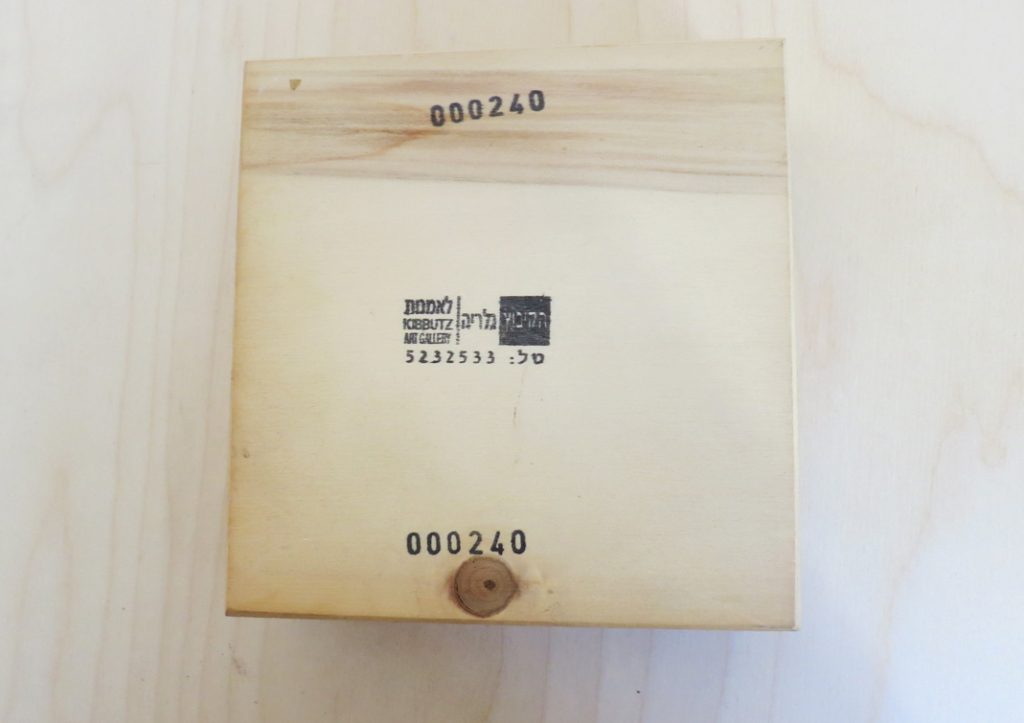 000240
הקיבוץ גלריה לאמנות
KIBBUTZ
ART GALLERY
טל: 5232533
000240